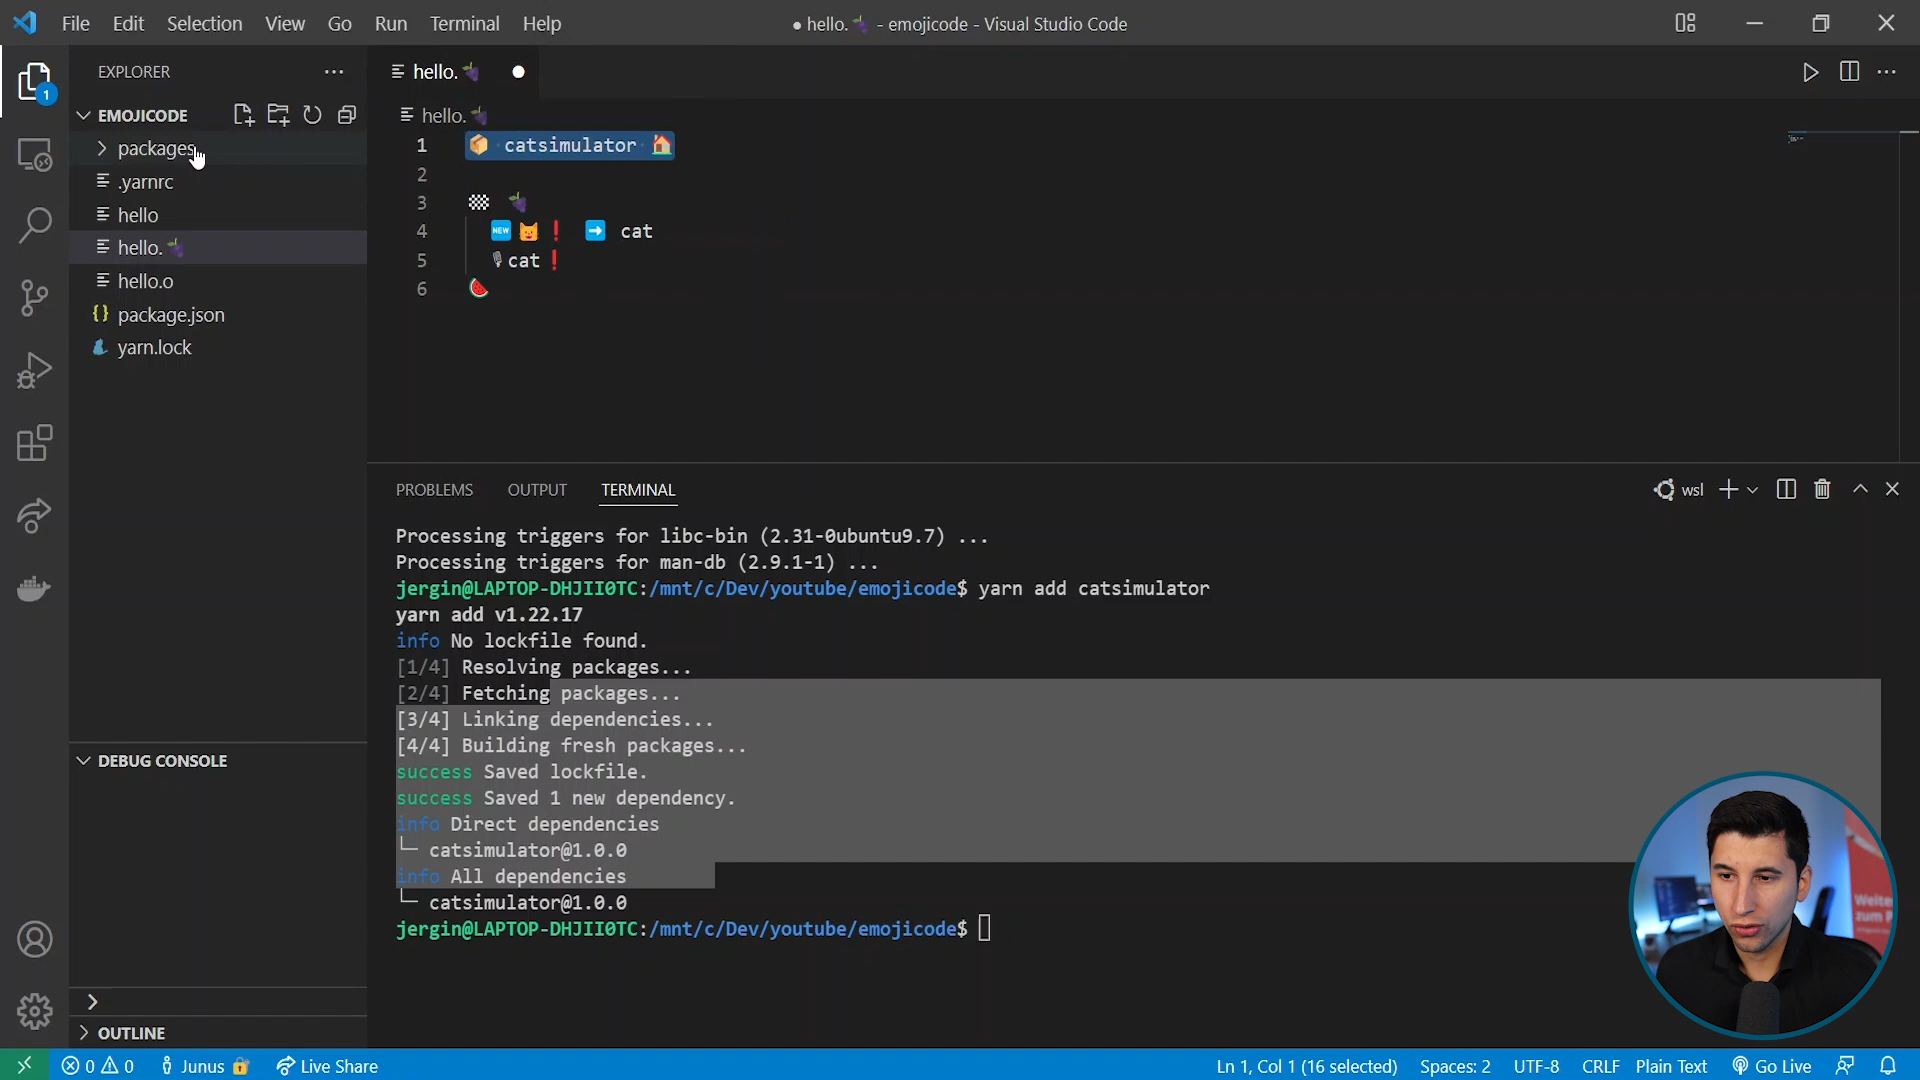 File Edit Selection View Go Run Terminal Help
● hello.🍇 - emojicode - Visual Studio Code
EXPLORER
hello.🍇
1
EMOJICODE
hello.🍇
packages
.yarnrc
hello
hello.🍇
hello.o
package.json
yarn.lock
1 📦 catsimulator 🏠
2
3 🏁 🍇
4 🆕😺❗ ➡️ cat
5 🎙cat❗
6 🍉
PROBLEMS OUTPUT TERMINAL
wsl
Processing triggers for libc-bin (2.31-0ubuntu9.7) ...
Processing triggers for man-db (2.9.1-1) ...
jergin@LAPTOP-DHJII0TC:/mnt/c/Dev/youtube/emojicode$ yarn add catsimulator
yarn add v1.22.17
info No lockfile found.
[1/4] Resolving packages...
[2/4] Fetching packages...
[3/4] Linking dependencies...
[4/4] Building fresh packages...
success Saved lockfile.
success Saved 1 new dependency.
info Direct dependencies
└─ catsimulator@1.0.0
info All dependencies
└─ catsimulator@1.0.0
jergin@LAPTOP-DHJII0TC:/mnt/c/Dev/youtube/emojicode$
DEBUG CONSOLE
OUTLINE
Weite
zum P
0 0 Junus 🔒 Live Share
Ln 1, Col 1 (16 selected) Spaces: 2 UTF-8 CRLF Plain Text Go Live